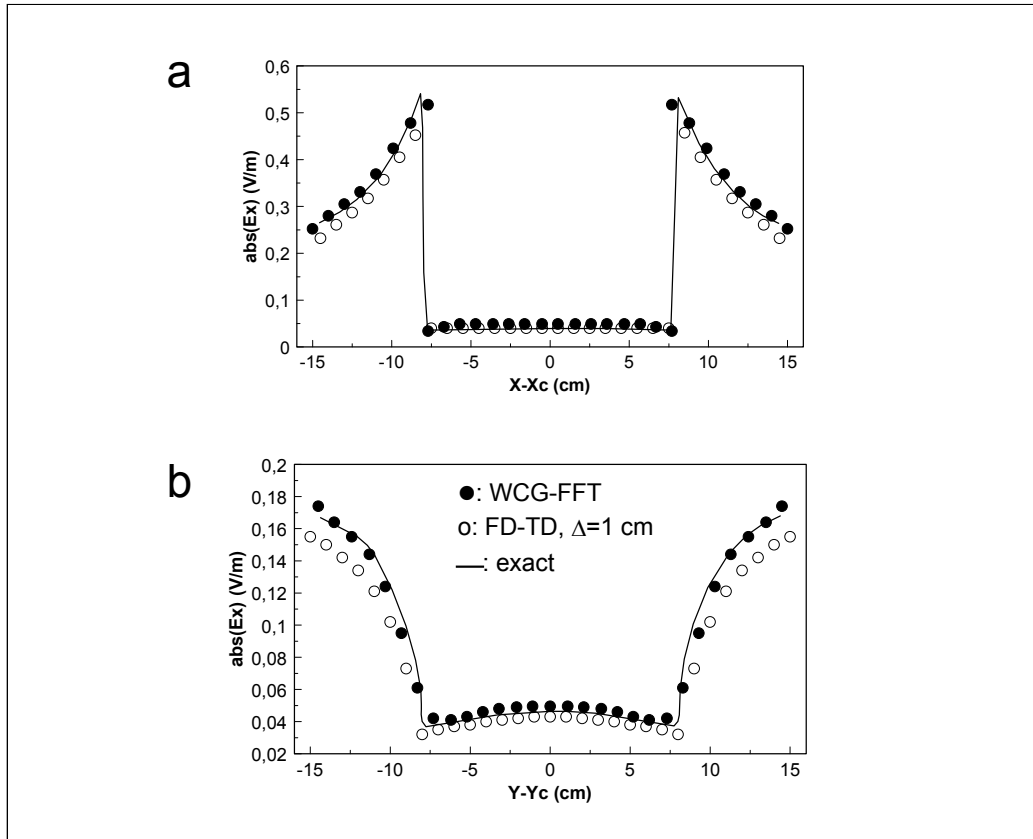 a
abs(Ex) (V/m)
0,6
0,5
0,4
0,3
0,2
0,1
0
-15 -10 -5 0 5 10 15
X-Xc (cm)
b
abs(Ex) (V/m)
0,2
0,18
0,16
0,14
0,12
0,1
0,08
0,06
0,04
0,02
●: WCG-FFT
o: FD-TD, Δ=1 cm
—: exact
-15 -10 -5 0 5 10 15
Y-Yc (cm)